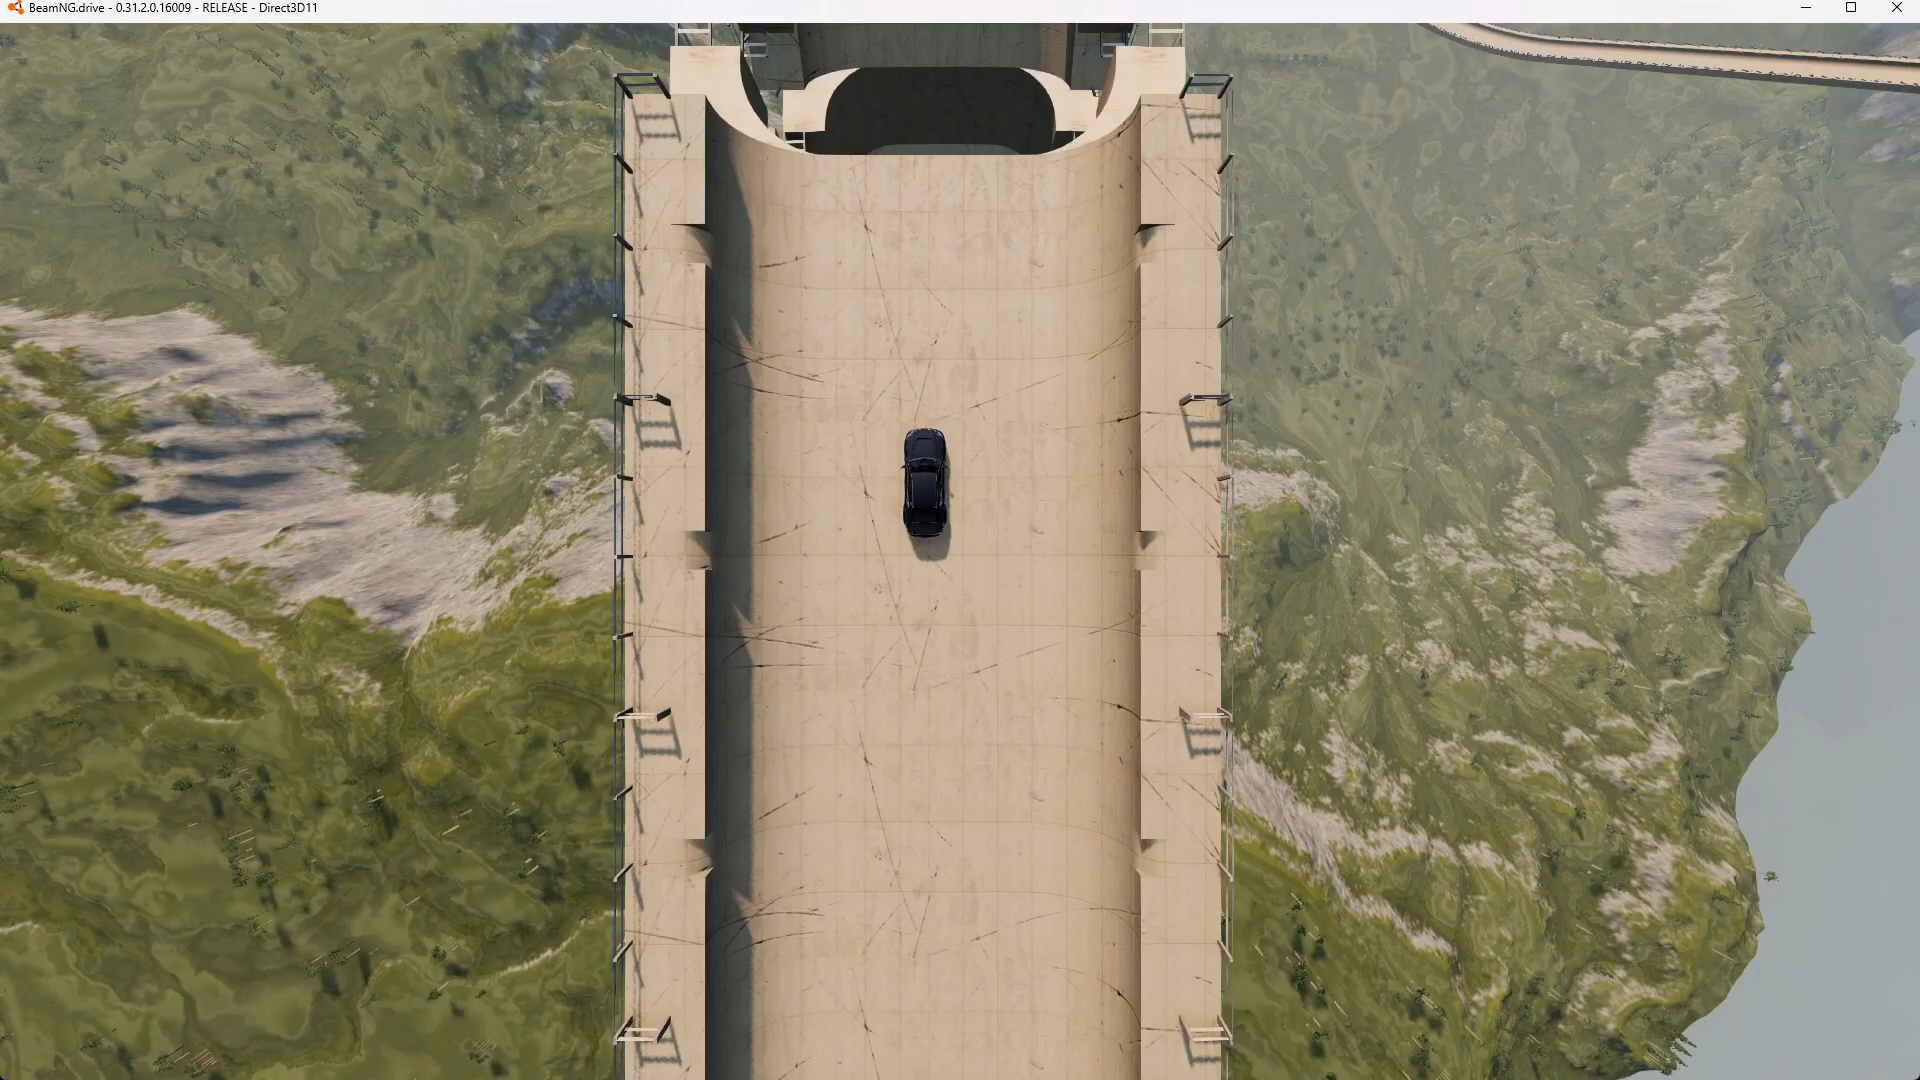 BeamNG.drive - 0.31.2.0.16009 - RELEASE - Direct3D11